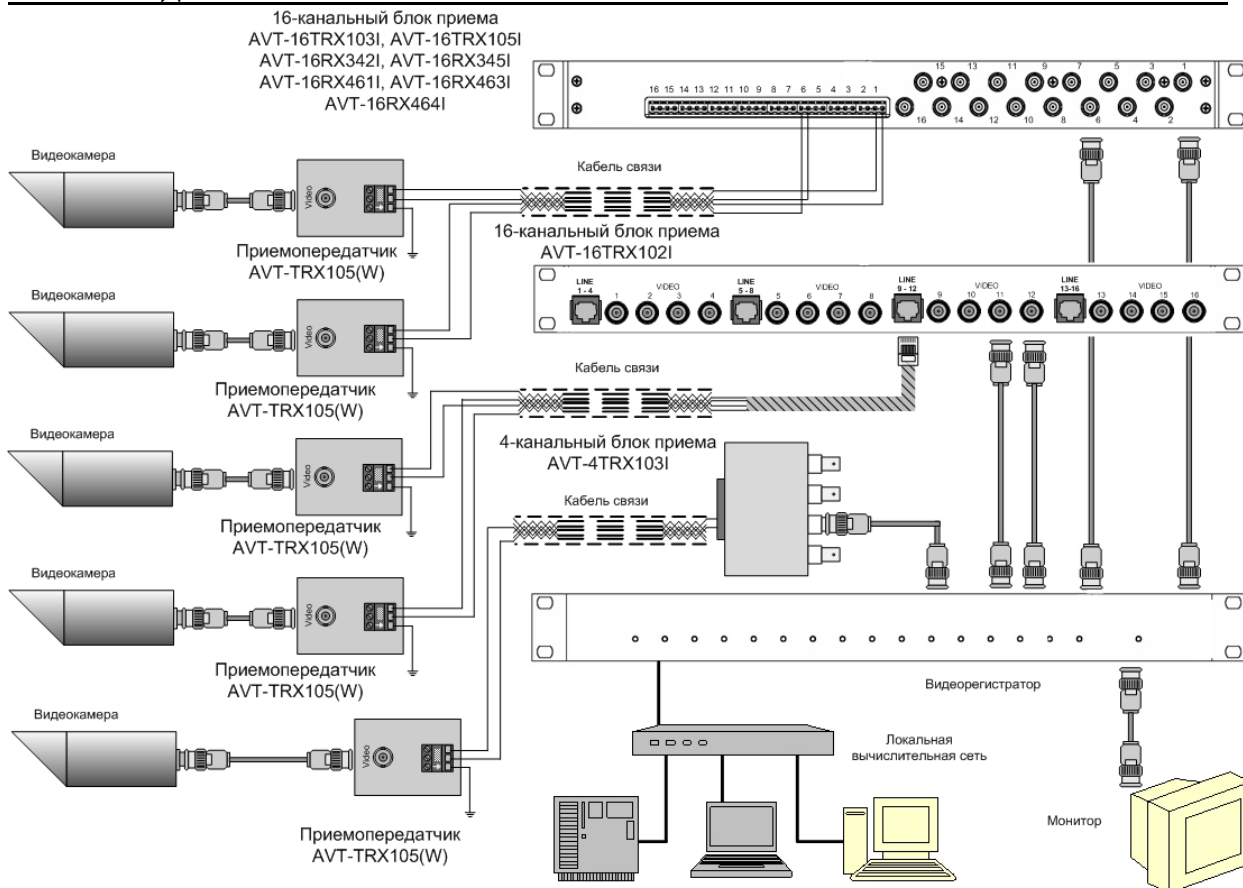 16-канальный блок приема
AVT-16TRX103I, AVT-16TRX105I
AVT-16RX342I, AVT-16RX345I
AVT-16RX461I, AVT-16RX463I
AVT-16RX464I
16 15 14 13 12 11 10 9 8 7 6 5 4 3 2 1
15 13 11 9 7 5 3 1
16 14 12 10 8 6 4 2
Видеокамера
Video
Приемопередатчик
AVT-TRX105(W)
Кабель связи
16-канальный блок приема
AVT-16TRX102I
LINE
1 - 4
VIDEO
1 2 3 4
LINE
5 - 8
VIDEO
5 6 7 8
LINE
9 - 12
VIDEO
9 10 11 12
LINE
13-16
VIDEO
13 14 15 16
Видеокамера
Video
Приемопередатчик
AVT-TRX105(W)
Кабель связи
Видеокамера
Video
Приемопередатчик
AVT-TRX105(W)
4-канальный блок приема
AVT-4TRX103I
Кабель связи
Видеокамера
Video
Приемопередатчик
AVT-TRX105(W)
Видеорегистратор
Видеокамера
Video
Приемопередатчик
AVT-TRX105(W)
Локальная
вычислительная сеть
Монитор